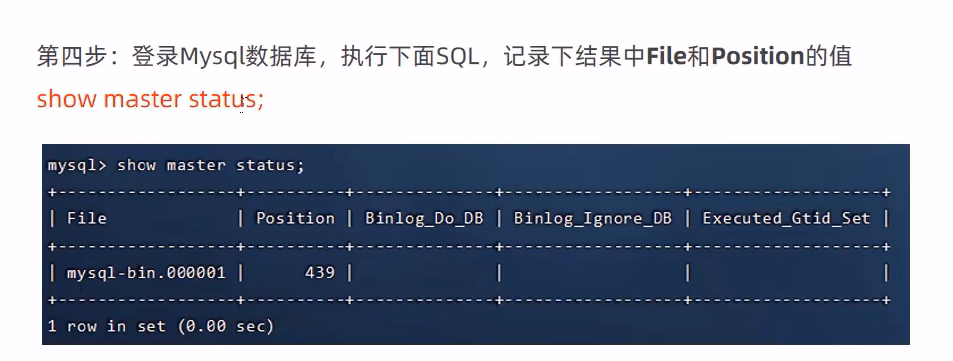 第四步：登录Mysql数据库，执行下面SQL，记录下结果中File和Position的值
show master status;
mysql> show master status;
+------------------+----------+--------------+------------------+-------------------+
| File             | Position | Binlog_Do_DB | Binlog_Ignore_DB | Executed_Gtid_Set |
+------------------+----------+--------------+------------------+-------------------+
| mysql-bin.000001 |      439 |              |                  |                   |
+------------------+----------+--------------+------------------+-------------------+
1 row in set (0.00 sec)